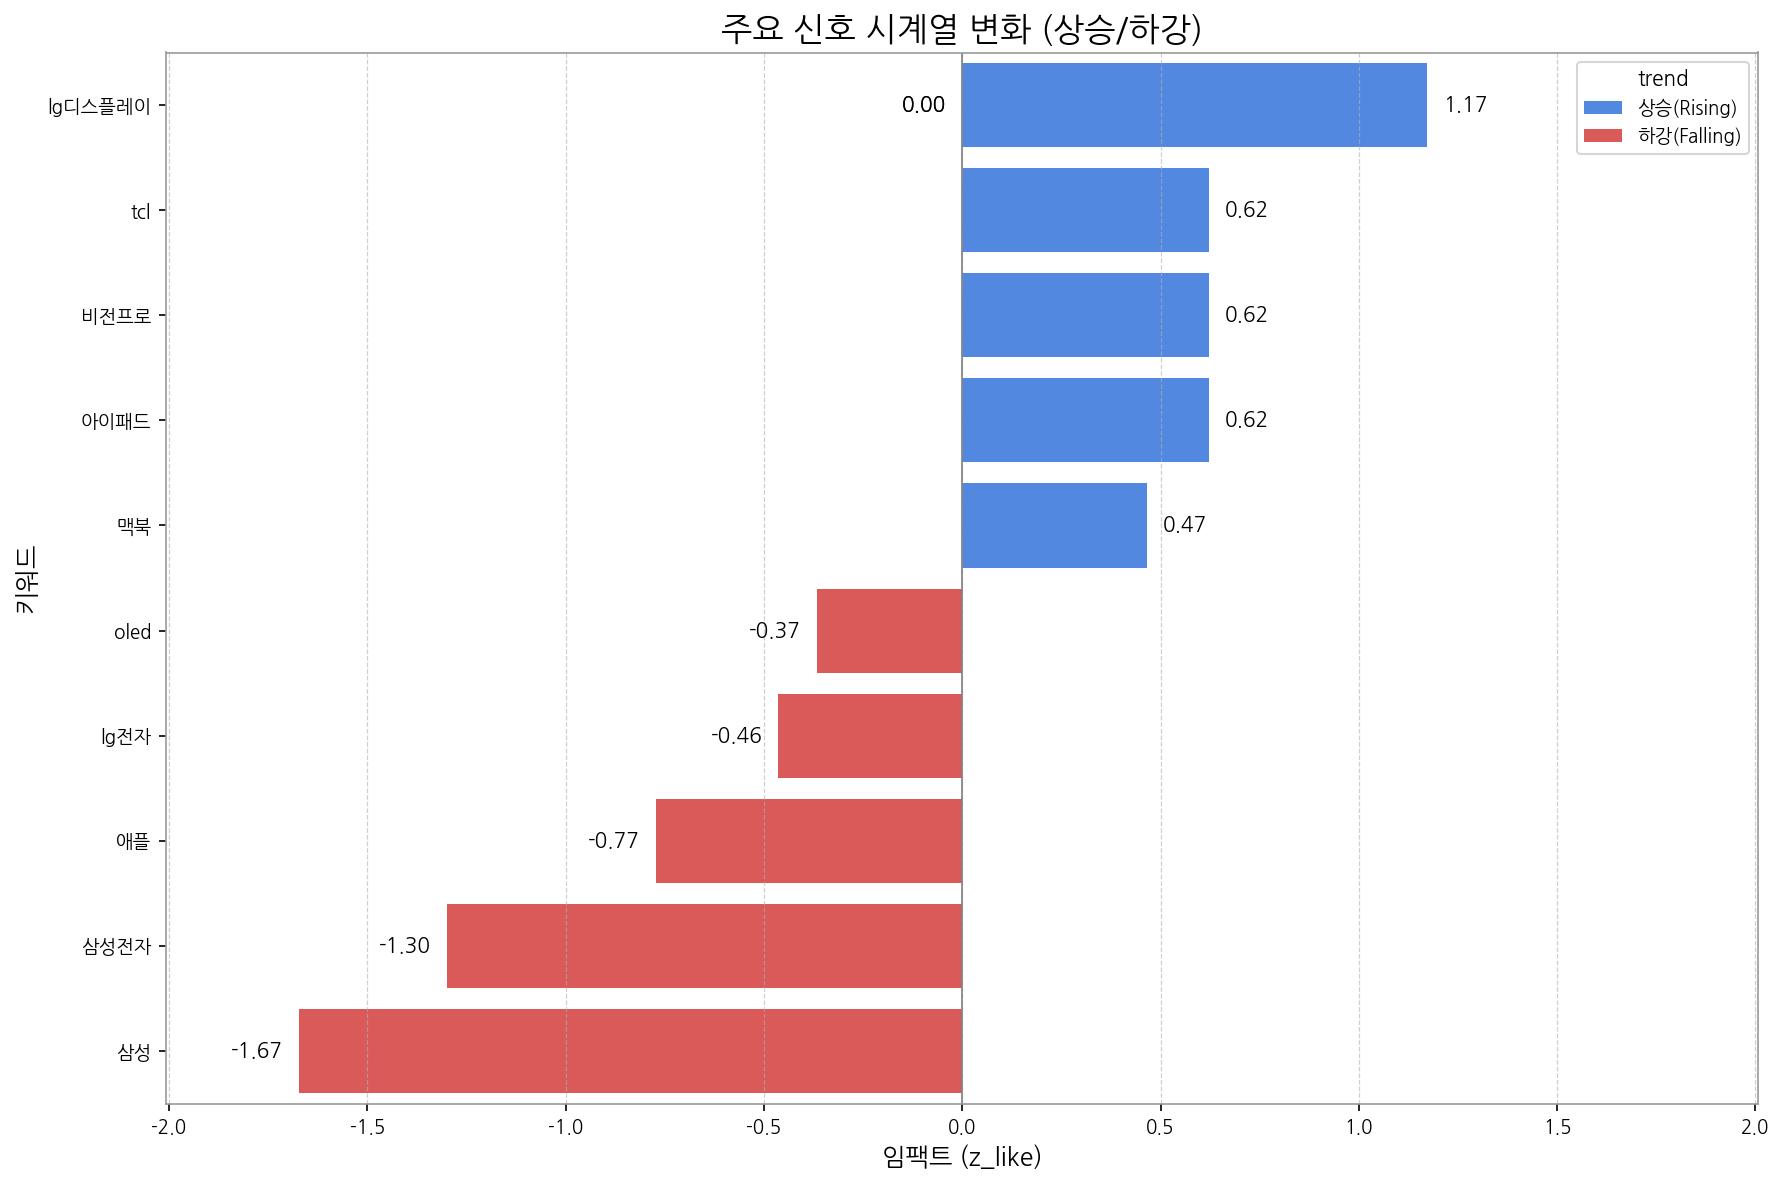 주요 신호 시계열 변화 (상승/하강)
trend
상승(Rising)
하강(Falling)
키워드
lg디스플레이
0.00
1.17
tcl
0.62
비전프로
0.62
아이패드
0.62
맥북
0.47
oled
-0.37
lg전자
-0.46
애플
-0.77
삼성전자
-1.30
삼성
-1.67
-2.0 -1.5 -1.0 -0.5 0.0 0.5 1.0 1.5 2.0
임팩트 (z_like)